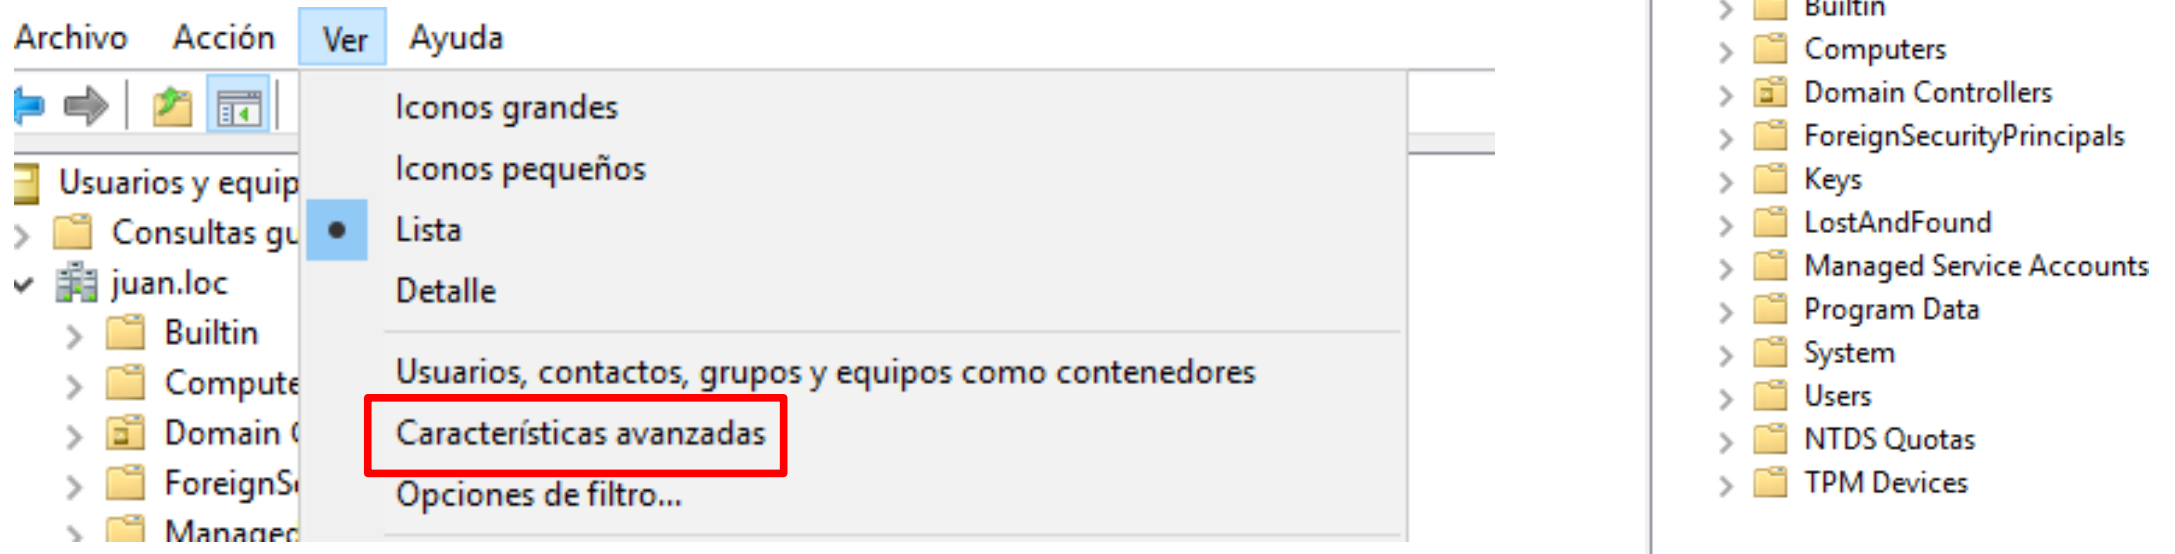 Archivo Acción Ver Ayuda
Iconos grandes
Iconos pequeños
Lista
Detalle
Usuarios, contactos, grupos y equipos como contenedores
Características avanzadas
Opciones de filtro...
Usuarios y equip
Consultas gu
juan.loc
Builtin
Compute
Domain
ForeignS
Managed
Builtin
Computers
Domain Controllers
ForeignSecurityPrincipals
Keys
LostAndFound
Managed Service Accounts
Program Data
System
Users
NTDS Quotas
TPM Devices